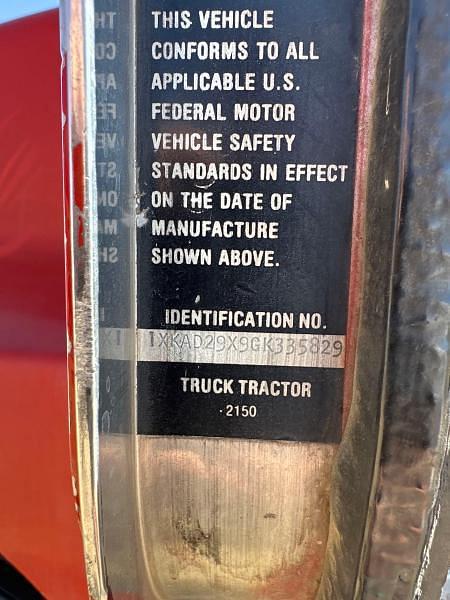 THIS VEHICLE
CONFORMS TO ALL
APPLICABLE U.S.
FEDERAL MOTOR
VEHICLE SAFETY
STANDARDS IN EFFECT
ON THE DATE OF
MANUFACTURE
SHOWN ABOVE.
IDENTIFICATION NO.
1XKAD29X9GK335829
TRUCK TRACTOR
2150